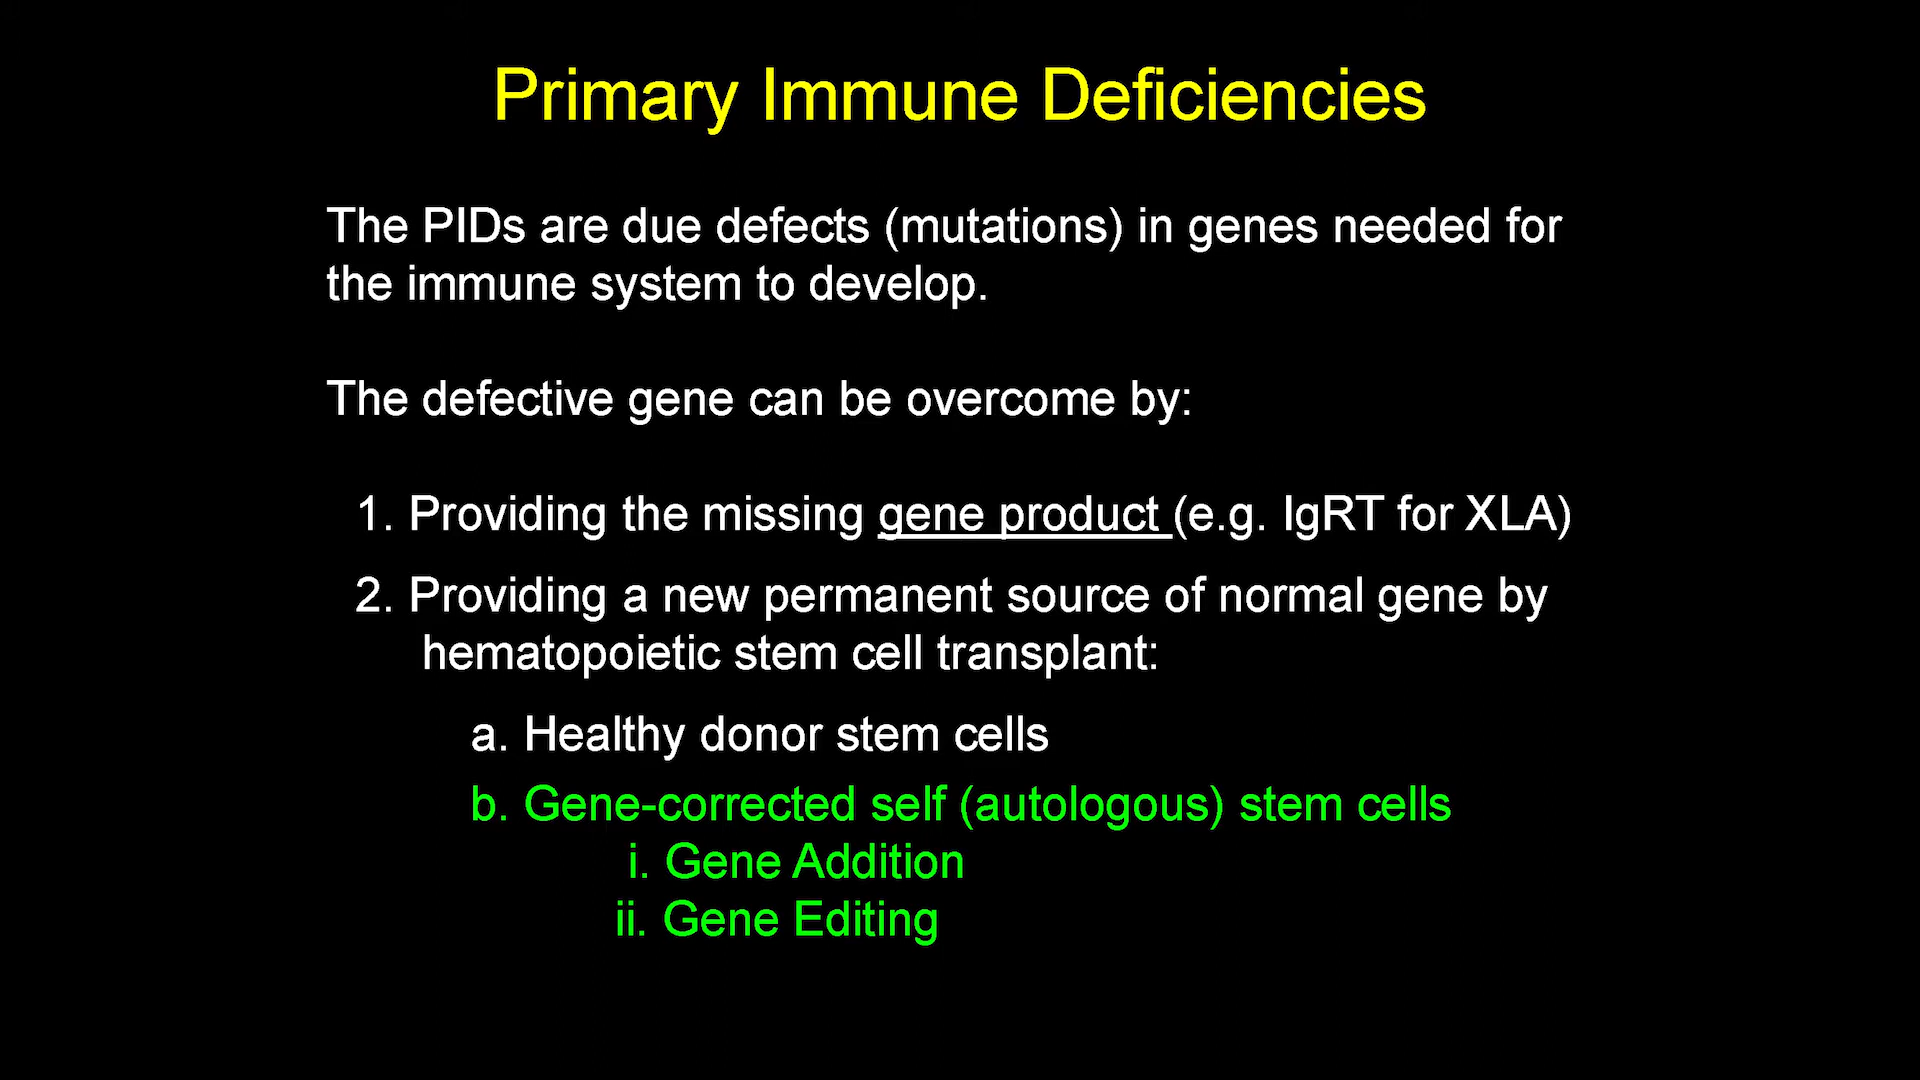 Primary Immune Deficiencies
The PIDs are due defects (mutations) in genes needed for
the immune system to develop.
The defective gene can be overcome by:
1. Providing the missing gene product (e.g. IgRT for XLA)
2. Providing a new permanent source of normal gene by
hematopoietic stem cell transplant:
a. Healthy donor stem cells
b. Gene-corrected self (autologous) stem cells
i. Gene Addition
ii. Gene Editing